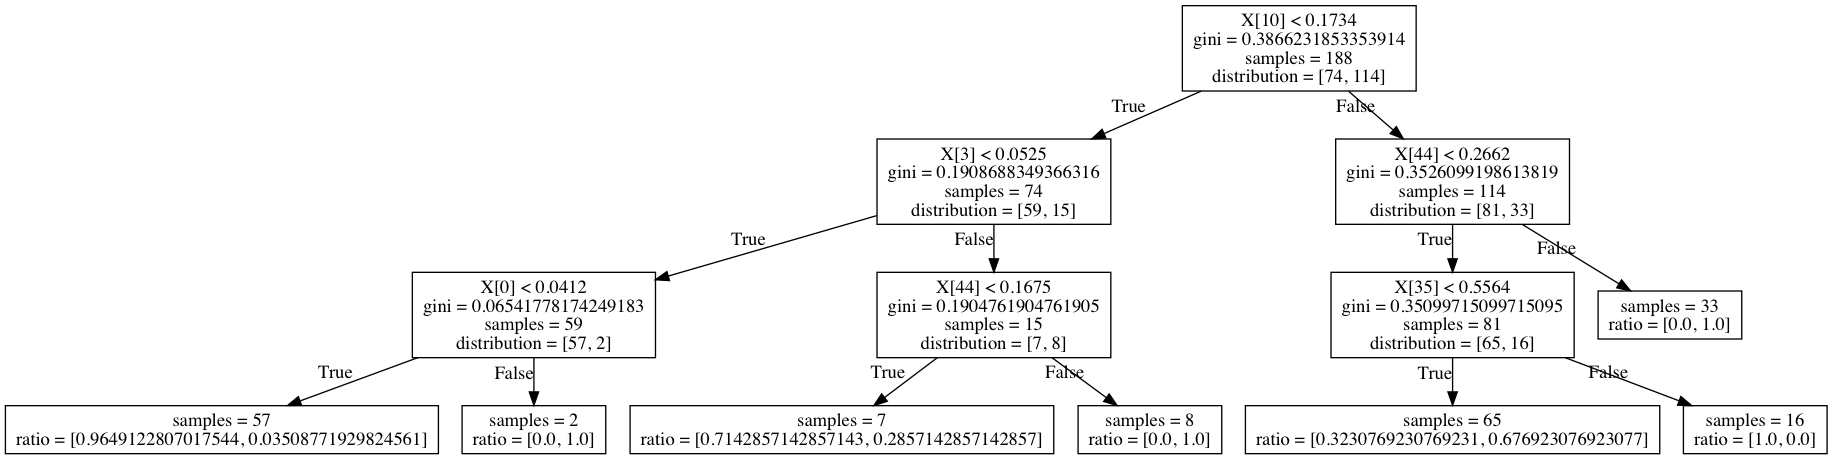 X[10] < 0.1734
gini = 0.3866231853353914
samples = 188
distribution = [74, 114]
True
False
X[3] < 0.0525
gini = 0.1908688349366316
samples = 74
distribution = [59, 15]
X[44] < 0.2662
gini = 0.3526099198613819
samples = 114
distribution = [81, 33]
True
False
True
False
X[0] < 0.0412
gini = 0.06541778174249183
samples = 59
distribution = [57, 2]
X[44] < 0.1675
gini = 0.1904761904761905
samples = 15
distribution = [7, 8]
X[35] < 0.5564
gini = 0.35099715099715095
samples = 81
distribution = [65, 16]
samples = 33
ratio = [0.0, 1.0]
True
False
True
False
True
False
samples = 57
ratio = [0.9649122807017544, 0.03508771929824561]
samples = 2
ratio = [0.0, 1.0]
samples = 7
ratio = [0.7142857142857143, 0.2857142857142857]
samples = 8
ratio = [0.0, 1.0]
samples = 65
ratio = [0.3230769230769231, 0.676923076923077]
samples = 16
ratio = [1.0, 0.0]